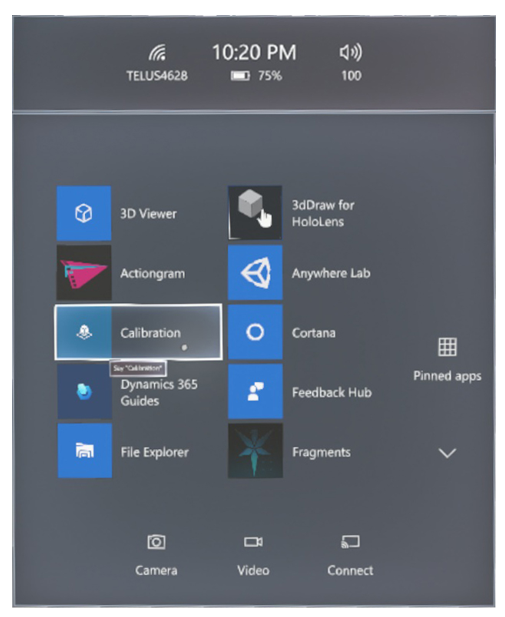 10:20 PM
TELUS4628
75%
100
3D Viewer
3dDraw for
HoloLens
Actiongram
Anywhere Lab
Calibration
Cortana
Say "Calibration"
Pinned apps
Dynamics 365
Guides
Feedback Hub
File Explorer
Fragments
Camera
Video
Connect